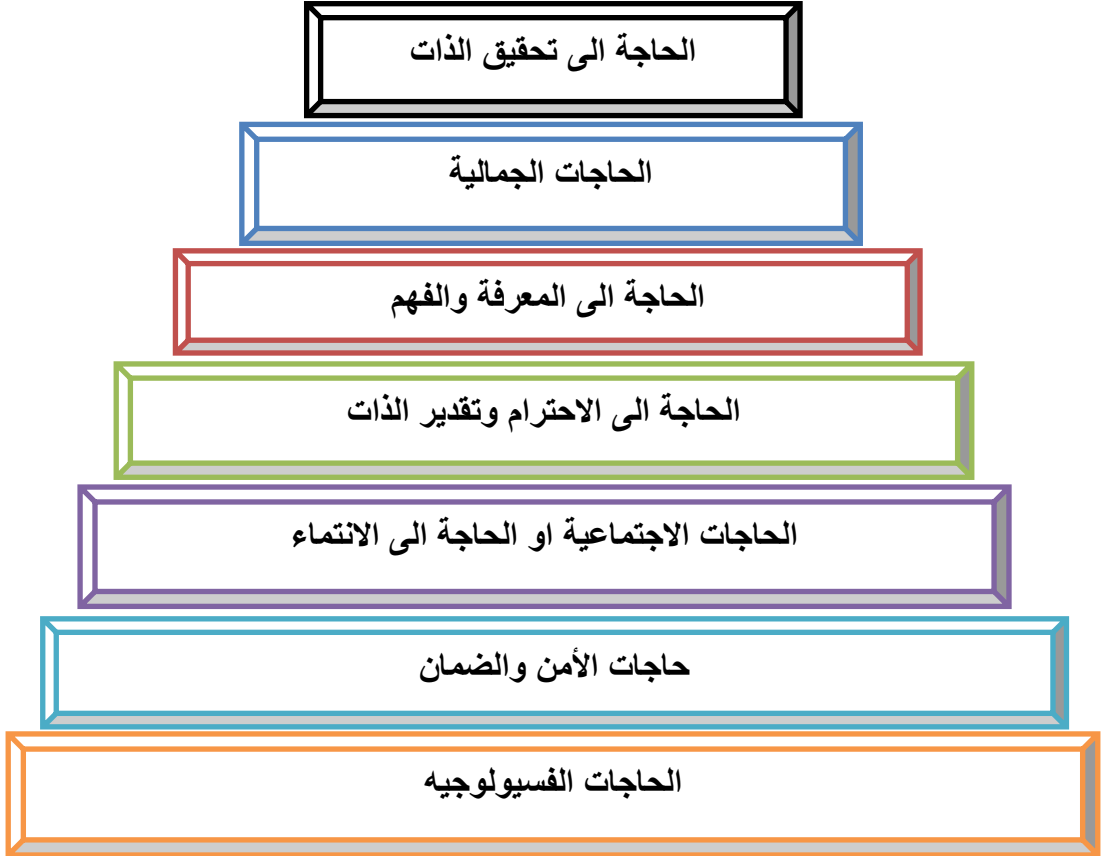 الحاجة الى تحقيق الذات
الحاجات الجمالية
الحاجة الى المعرفة والفهم
الحاجة الى الاحترام وتقدير الذات
الحاجات الاجتماعية او الحاجة الى الانتماء
حاجات الأمن والضمان
الحاجات الفسيولوجيه